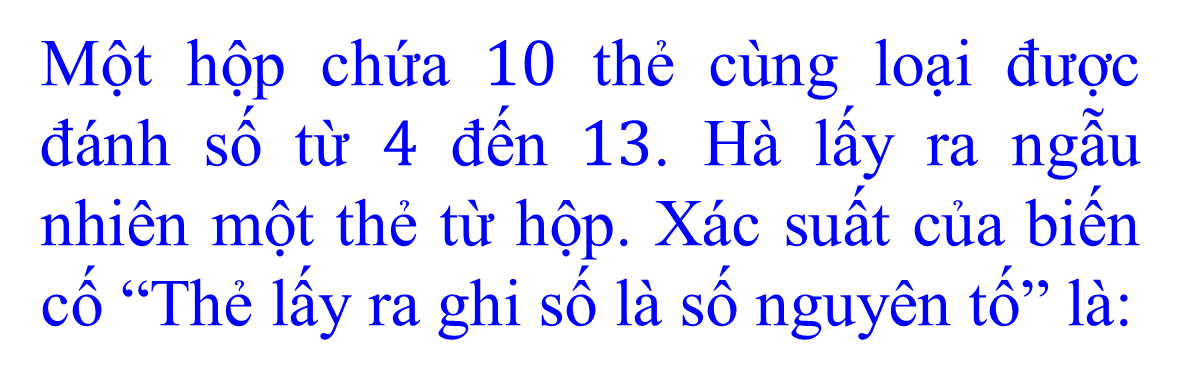 Một hộp chứa 10 thẻ cùng loại được
đánh số từ 4 đến 13. Hà lấy ra ngẫu
nhiên một thẻ từ hộp. Xác suất của biến
cố “Thẻ lấy ra ghi số là số nguyên tố” là: